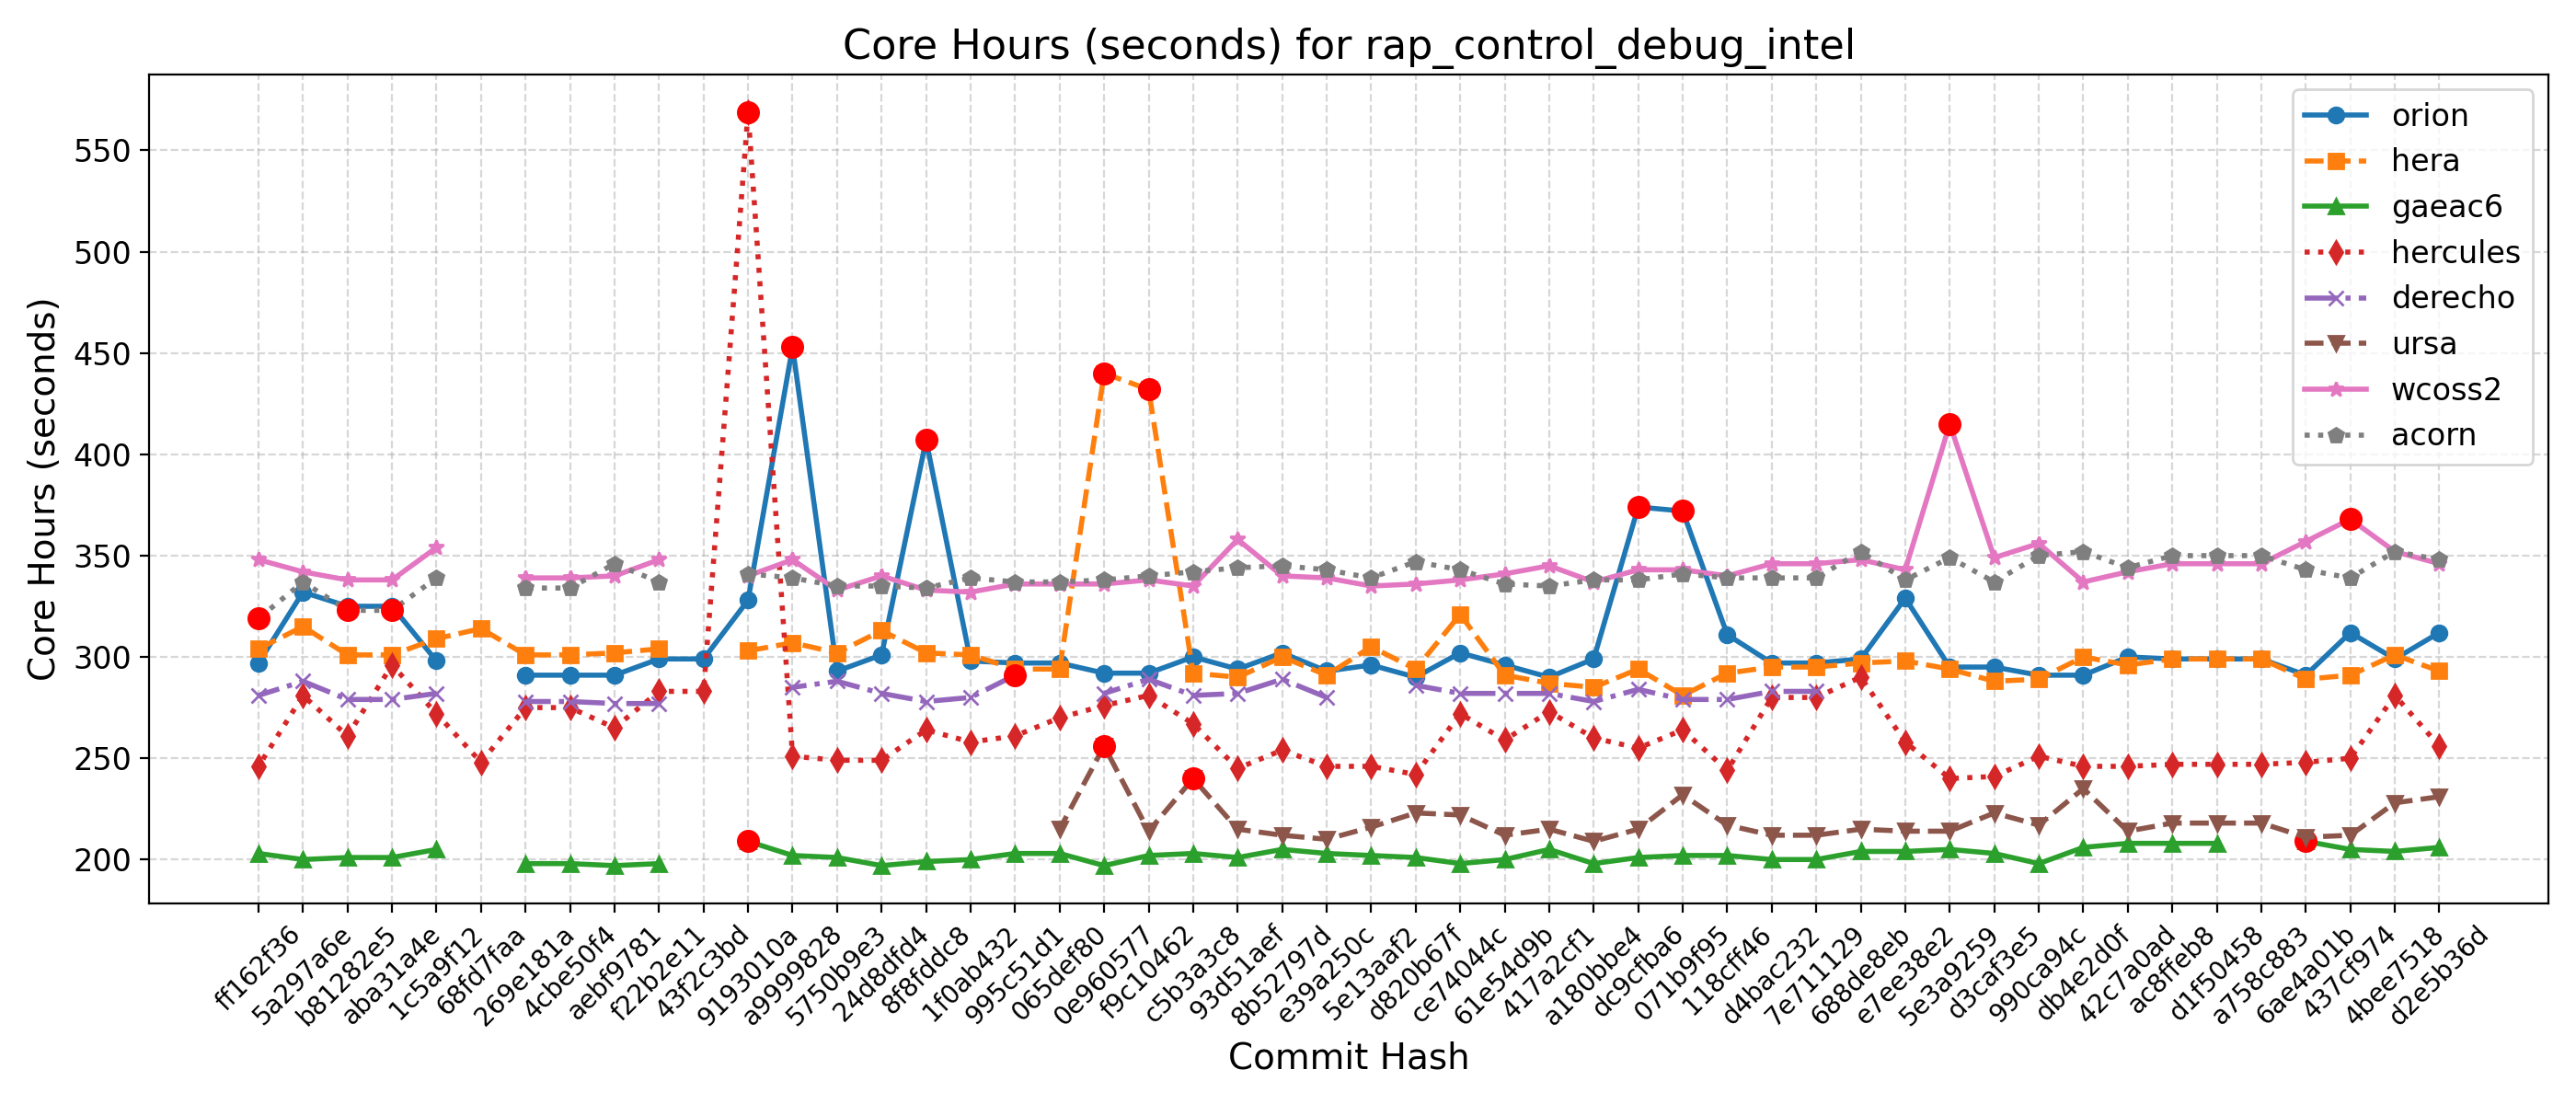 Core Hours (seconds) for rap_control_debug_intel
Core Hours (seconds)
550
500
450
400
350
300
250
200
orion
hera
gaeac6
hercules
derecho
ursa
wcoss2
acorn
ff162f36
5a297a6e
b81282e5
aba31a4e
1c5a9f12
68fd7faa
269e181a
4cbe50f4
aebf9781
f22b2e11
43f2c3bd
9193010a
a9999828
5750b9e3
24d8dfd4
8f8fddc8
1f0ab432
995c51d1
065def80
0e960577
f9c10462
c5b3a3c8
93d51aef
8b52797d
e39a250c
5e13aaf2
d820b67f
ce74044c
61e54d9b
417a2cf1
a180bbe4
dc9cfba6
071b9f95
118cff46
d4bac232
7e711129
688de8eb
e7ee38e2
5e3a9259
d3caf3e5
990ca94c
db4e2d0f
42c7a0ad
ac8ffeb8
d1f50458
a758c883
6ae4a01b
437cf974
4bee7518
d2e5b36d
Commit Hash